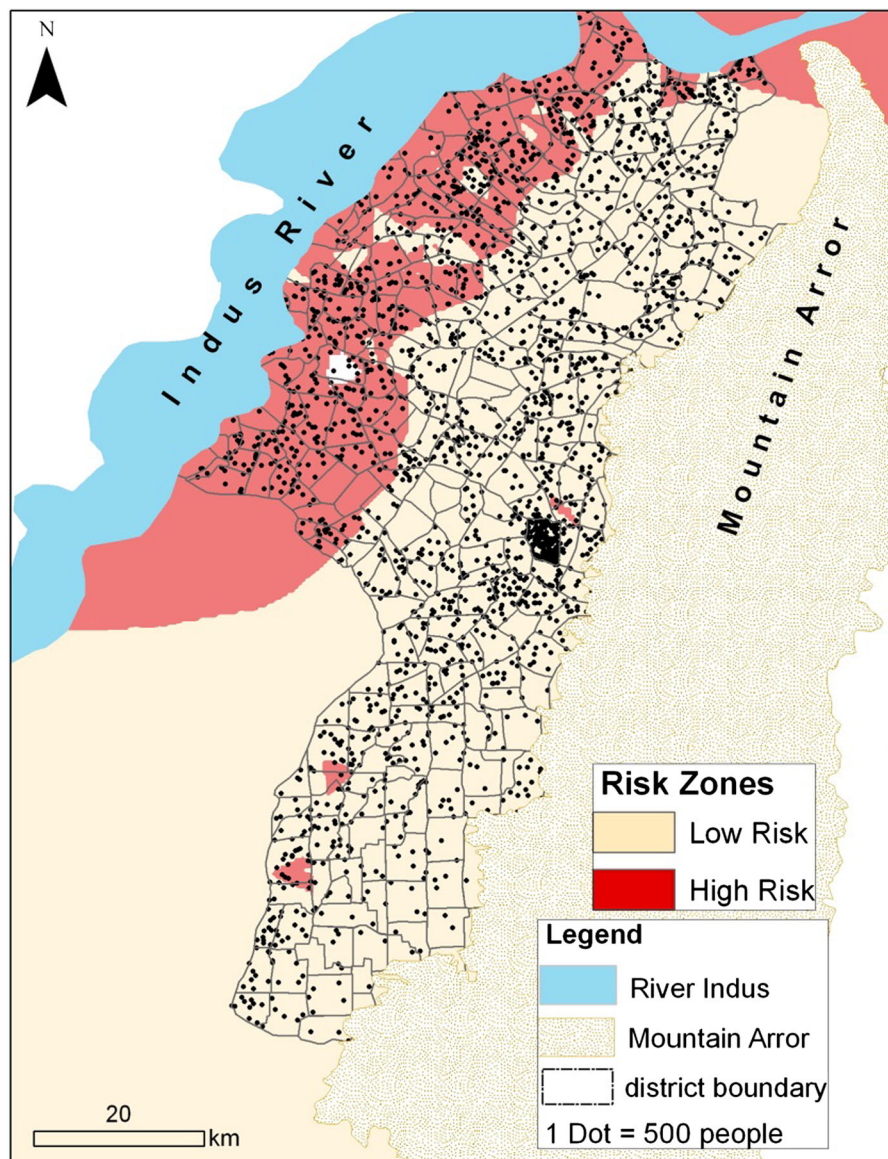 N
Indus River
Mountain Arror
Risk Zones
Low Risk
High Risk
Legend
River Indus
Mountain Arror
district boundary
1 Dot = 500 people
20
km